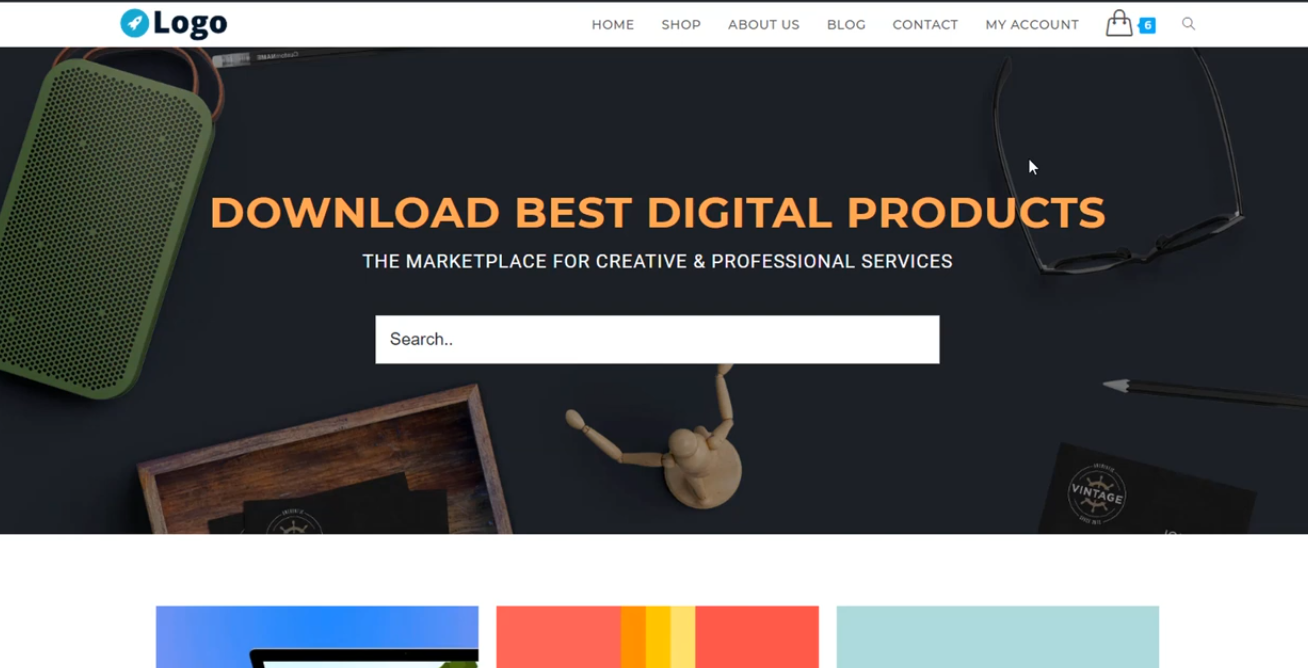 Logo
HOME SHOP ABOUT US BLOG CONTACT MY ACCOUNT 6
DOWNLOAD BEST DIGITAL PRODUCTS
THE MARKETPLACE FOR CREATIVE & PROFESSIONAL SERVICES
Search..
VINTAGE